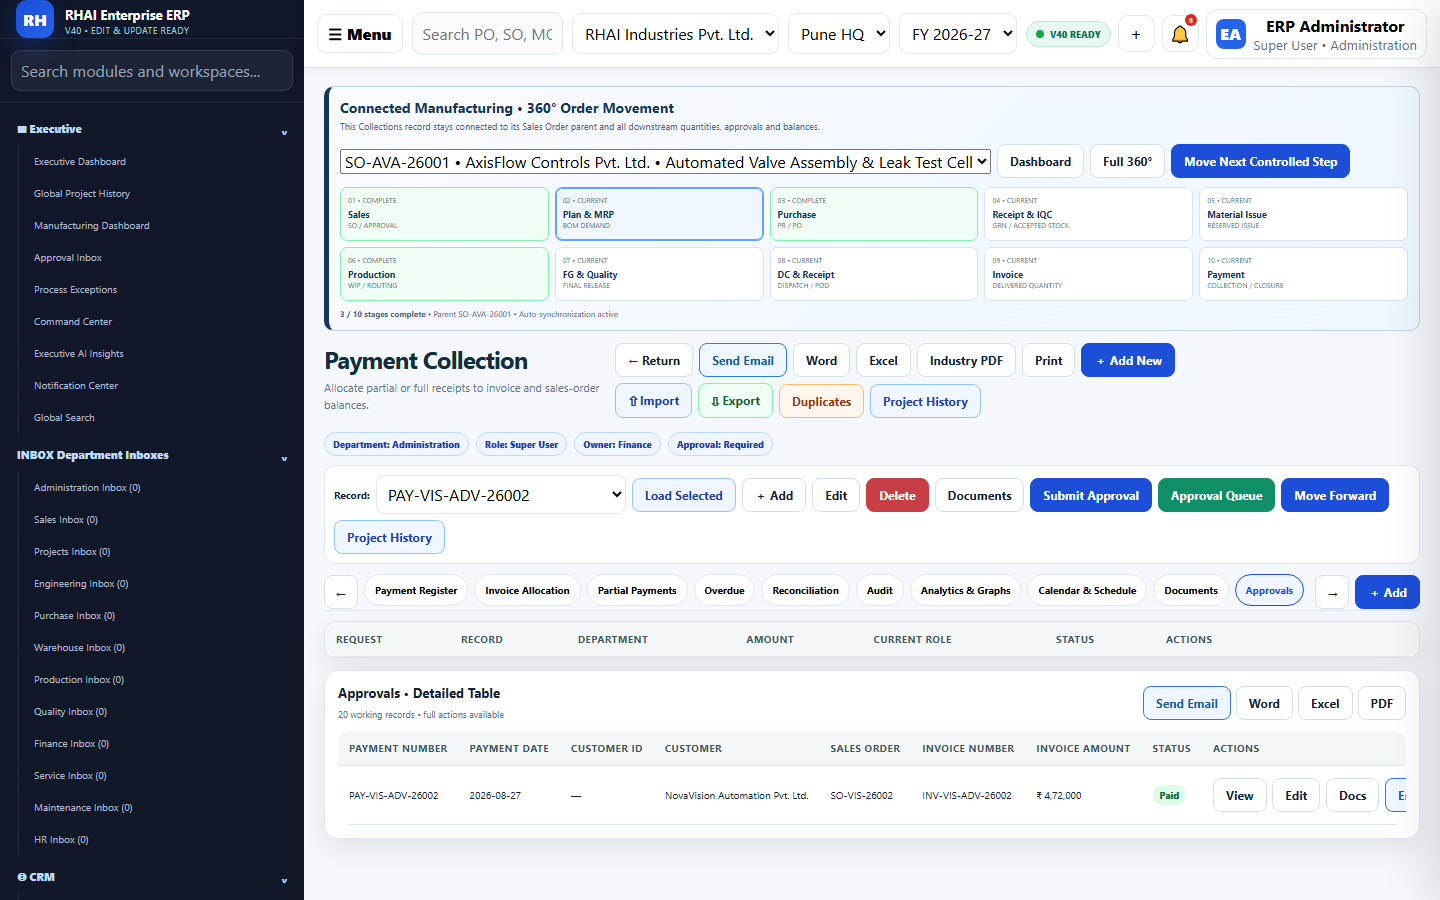 RH
RHAI Enterprise ERP
V40 • EDIT & UPDATE READY
Search modules and workspaces...
Executive
Executive Dashboard
Global Project History
Manufacturing Dashboard
Approval Inbox
Process Exceptions
Command Center
Executive AI Insights
Notification Center
Global Search
INBOX Department Inboxes
Administration Inbox (0)
Sales Inbox (0)
Projects Inbox (0)
Engineering Inbox (0)
Purchase Inbox (0)
Warehouse Inbox (0)
Production Inbox (0)
Quality Inbox (0)
Finance Inbox (0)
Service Inbox (0)
Maintenance Inbox (0)
HR Inbox (0)
CRM
☰ Menu
Search PO, SO, MC
RHAI Industries Pvt. Ltd.
Pune HQ
FY 2026-27
V40 READY
+
8
EA
ERP Administrator
Super User • Administration
Connected Manufacturing • 360° Order Movement
This Collections record stays connected to its Sales Order parent and all downstream quantities, approvals and balances.
SO-AVA-26001 • AxisFlow Controls Pvt. Ltd. • Automated Valve Assembly & Leak Test Cell
Dashboard
Full 360°
Move Next Controlled Step
01 • COMPLETE
Sales
SO / APPROVAL
02 • CURRENT
Plan & MRP
BOM DEMAND
03 • COMPLETE
Purchase
PR / PO
04 • CURRENT
Receipt & IQC
GRN / ACCEPTED STOCK
05 • CURRENT
Material Issue
RESERVED ISSUE
06 • COMPLETE
Production
WIP / ROUTING
07 • CURRENT
FG & Quality
FINAL RELEASE
08 • CURRENT
DC & Receipt
DISPATCH / POD
09 • CURRENT
Invoice
DELIVERED QUANTITY
10 • CURRENT
Payment
COLLECTION / CLOSURE
3 / 10 stages complete • Parent SO-AVA-26001 • Auto-synchronization active
Payment Collection
Allocate partial or full receipts to invoice and sales-order
balances.
← Return
Send Email
Word
Excel
Industry PDF
Print
+ Add New
⇧ Import
⇩ Export
Duplicates
Project History
Department: Administration
Role: Super User
Owner: Finance
Approval: Required
Record:
PAY-VIS-ADV-26002
Load Selected
+ Add
Edit
Delete
Documents
Submit Approval
Approval Queue
Move Forward
Project History
←
Payment Register
Invoice Allocation
Partial Payments
Overdue
Reconciliation
Audit
Analytics & Graphs
Calendar & Schedule
Documents
Approvals
→
+ Add
REQUEST RECORD DEPARTMENT AMOUNT CURRENT ROLE STATUS ACTIONS
Approvals • Detailed Table
20 working records • full actions available
Send Email
Word
Excel
PDF
PAYMENT NUMBER PAYMENT DATE CUSTOMER ID CUSTOMER SALES ORDER INVOICE NUMBER INVOICE AMOUNT STATUS ACTIONS
PAY-VIS-ADV-26002 2026-08-27 — NovaVision Automation Pvt. Ltd. SO-VIS-26002 INV-VIS-ADV-26002 ₹ 4,72,000 Paid View Edit Docs